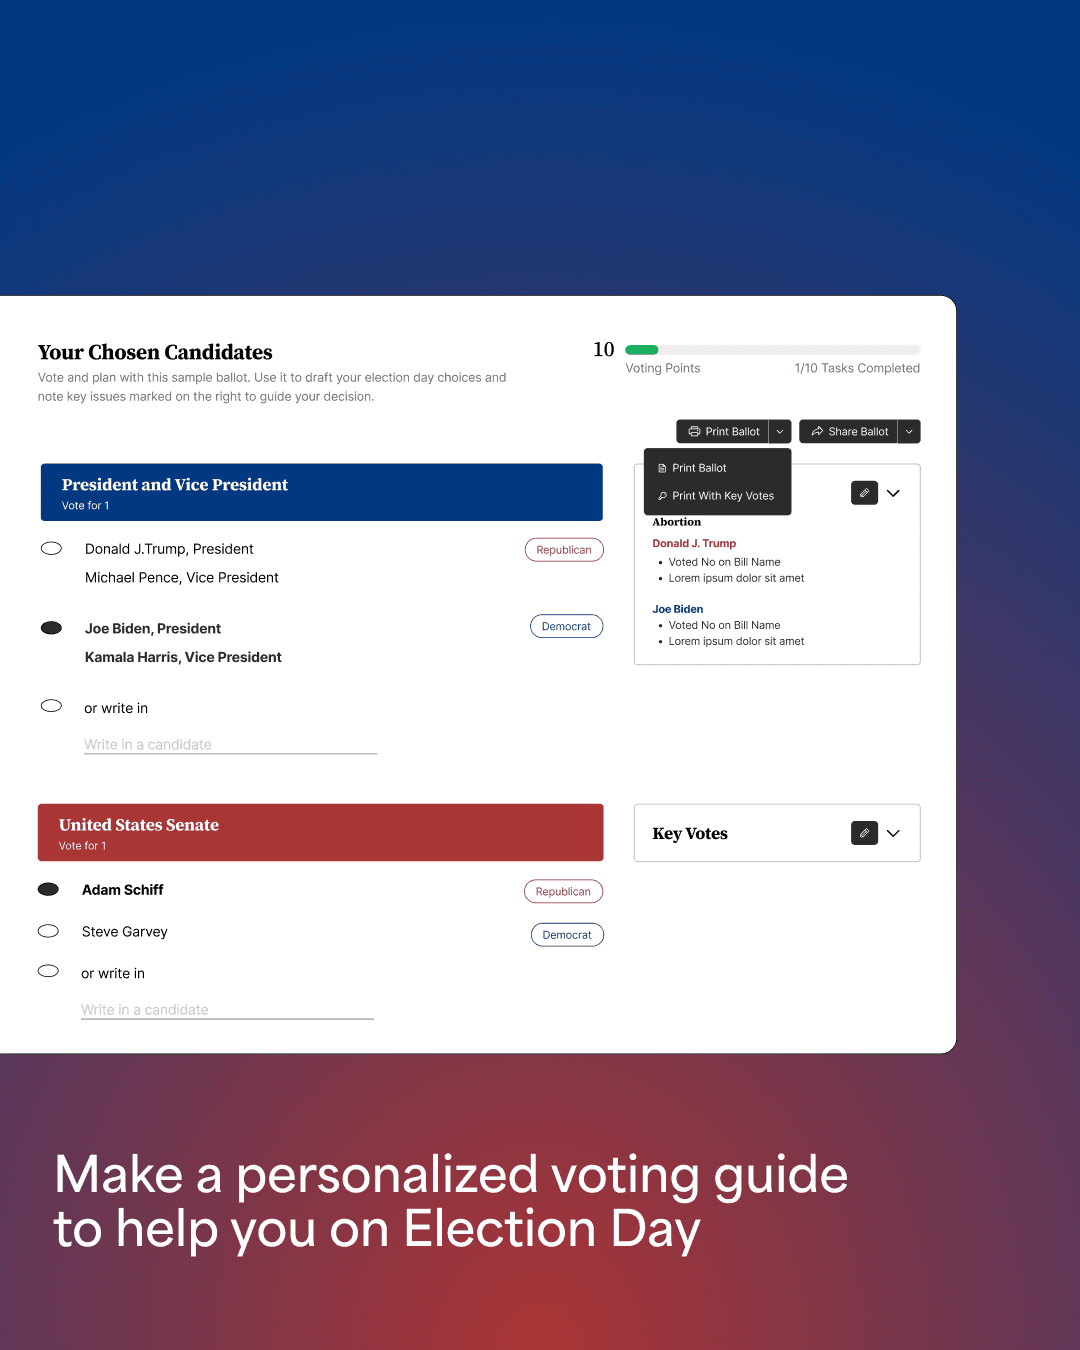 Your Chosen Candidates
Vote and plan with this sample ballot. Use it to draft your election day choices and
note key issues marked on the right to guide your decision.
10
Voting Points
1/10 Tasks Completed
Print Ballot
Share Ballot
Print Ballot
Print With Key Votes
President and Vice President
Vote for 1
Donald J.Trump, President
Michael Pence, Vice President
Republican
Joe Biden, President
Kamala Harris, Vice President
Democrat
or write in
Write in a candidate
Abortion
Donald J. Trump
• Voted No on Bill Name
• Lorem ipsum dolor sit amet
Joe Biden
• Voted No on Bill Name
• Lorem ipsum dolor sit amet
United States Senate
Vote for 1
Adam Schiff
Republican
Steve Garvey
Democrat
or write in
Write in a candidate
Key Votes
Make a personalized voting guide
to help you on Election Day